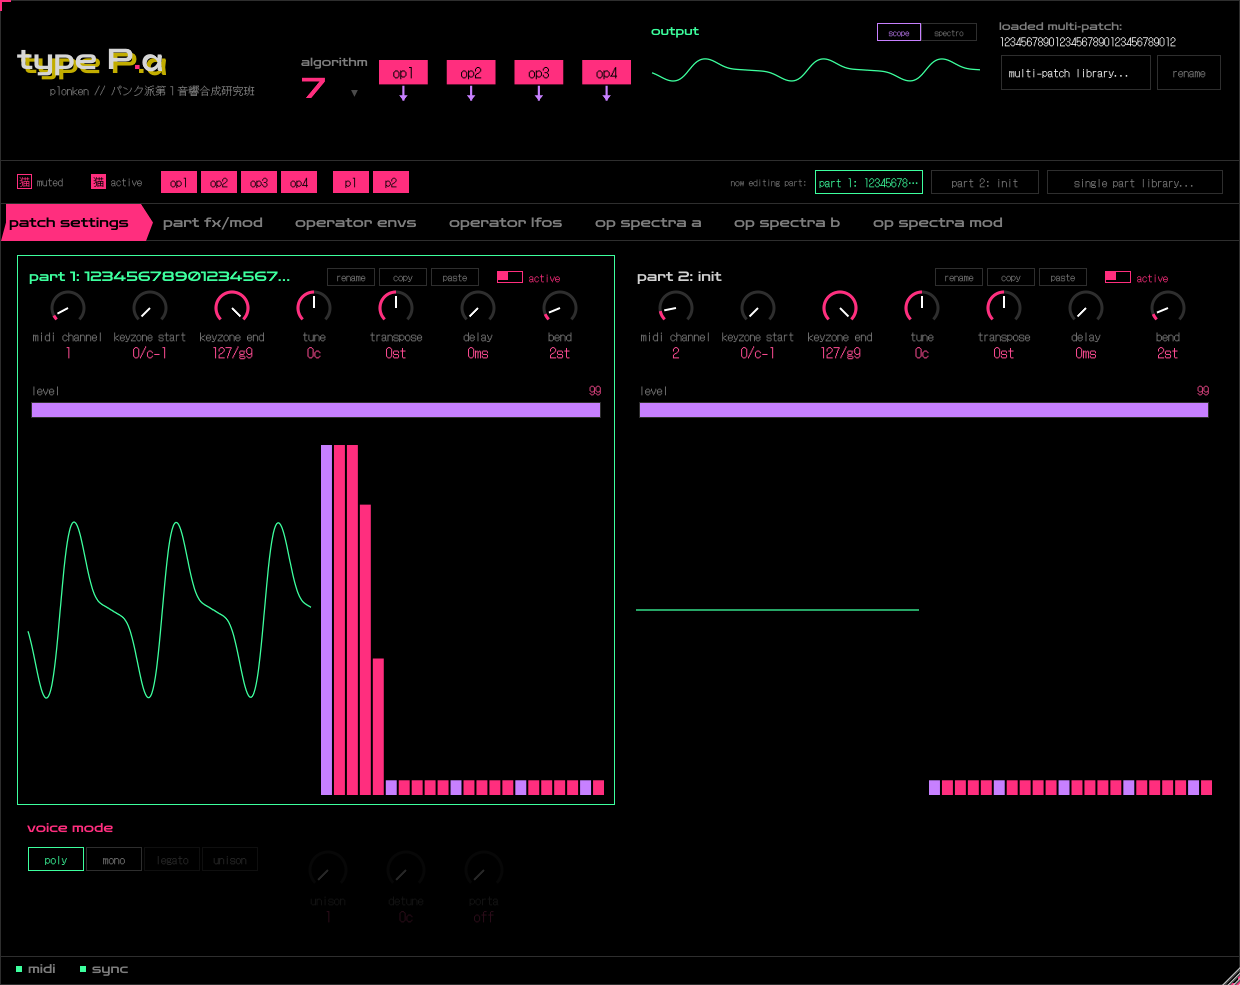 type P.a
plonken // パンク派第1音響合成研究班
algorithm
7
op1 op2 op3 op4
output
scope spectro
loaded multi-patch:
12345678901234567890123456789012
multi-patch library... rename
猫 muted 猫 active op1 op2 op3 op4 p1 p2
now editing part: part 1: 12345678… part 2: init single part library...
patch settings part fx/mod operator envs operator lfos op spectra a op spectra b op spectra mod
part 1: 12345678901234567... rename copy paste active
midi channel keyzone start keyzone end tune transpose delay bend
1 0/c-1 127/g9 0c 0st 0ms 2st
level 99
part 2: init rename copy paste active
midi channel keyzone start keyzone end tune transpose delay bend
2 0/c-1 127/g9 0c 0st 0ms 2st
level 99
voice mode
poly mono legato unison
unison detune porta
1 0c off
midi sync